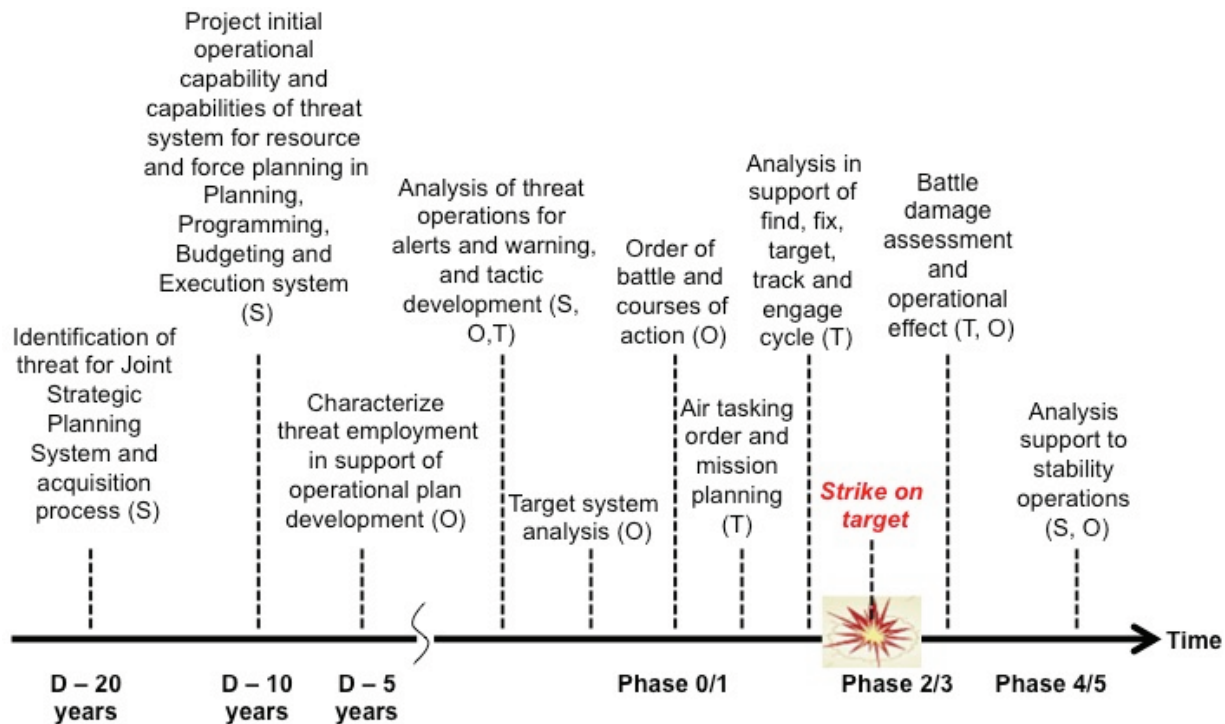 Project initial
operational
capability and
capabilities of threat
system for resource
and force planning in
Planning,
Programming,
Budgeting and
Execution system
(S)
Identification of
threat for Joint
Strategic
Planning
System and
acquisition
process (S)
Characterize
threat employment
in support of
operational plan
development (O)
Analysis of threat
operations for
alerts and warning,
and tactic
development (S,
O,T)
Target system
analysis (O)
Order of
battle and
courses of
action (O)
Air tasking
order and
mission
planning
(T)
Analysis in
support of
find, fix,
target,
track and
engage
cycle (T)
Strike on
target
Battle
damage
assessment
and
operational
effect (T, O)
Analysis
support to
stability
operations
(S, O)
Time
D – 20
years
D – 10
years
D – 5
years
Phase 0/1
Phase 2/3
Phase 4/5